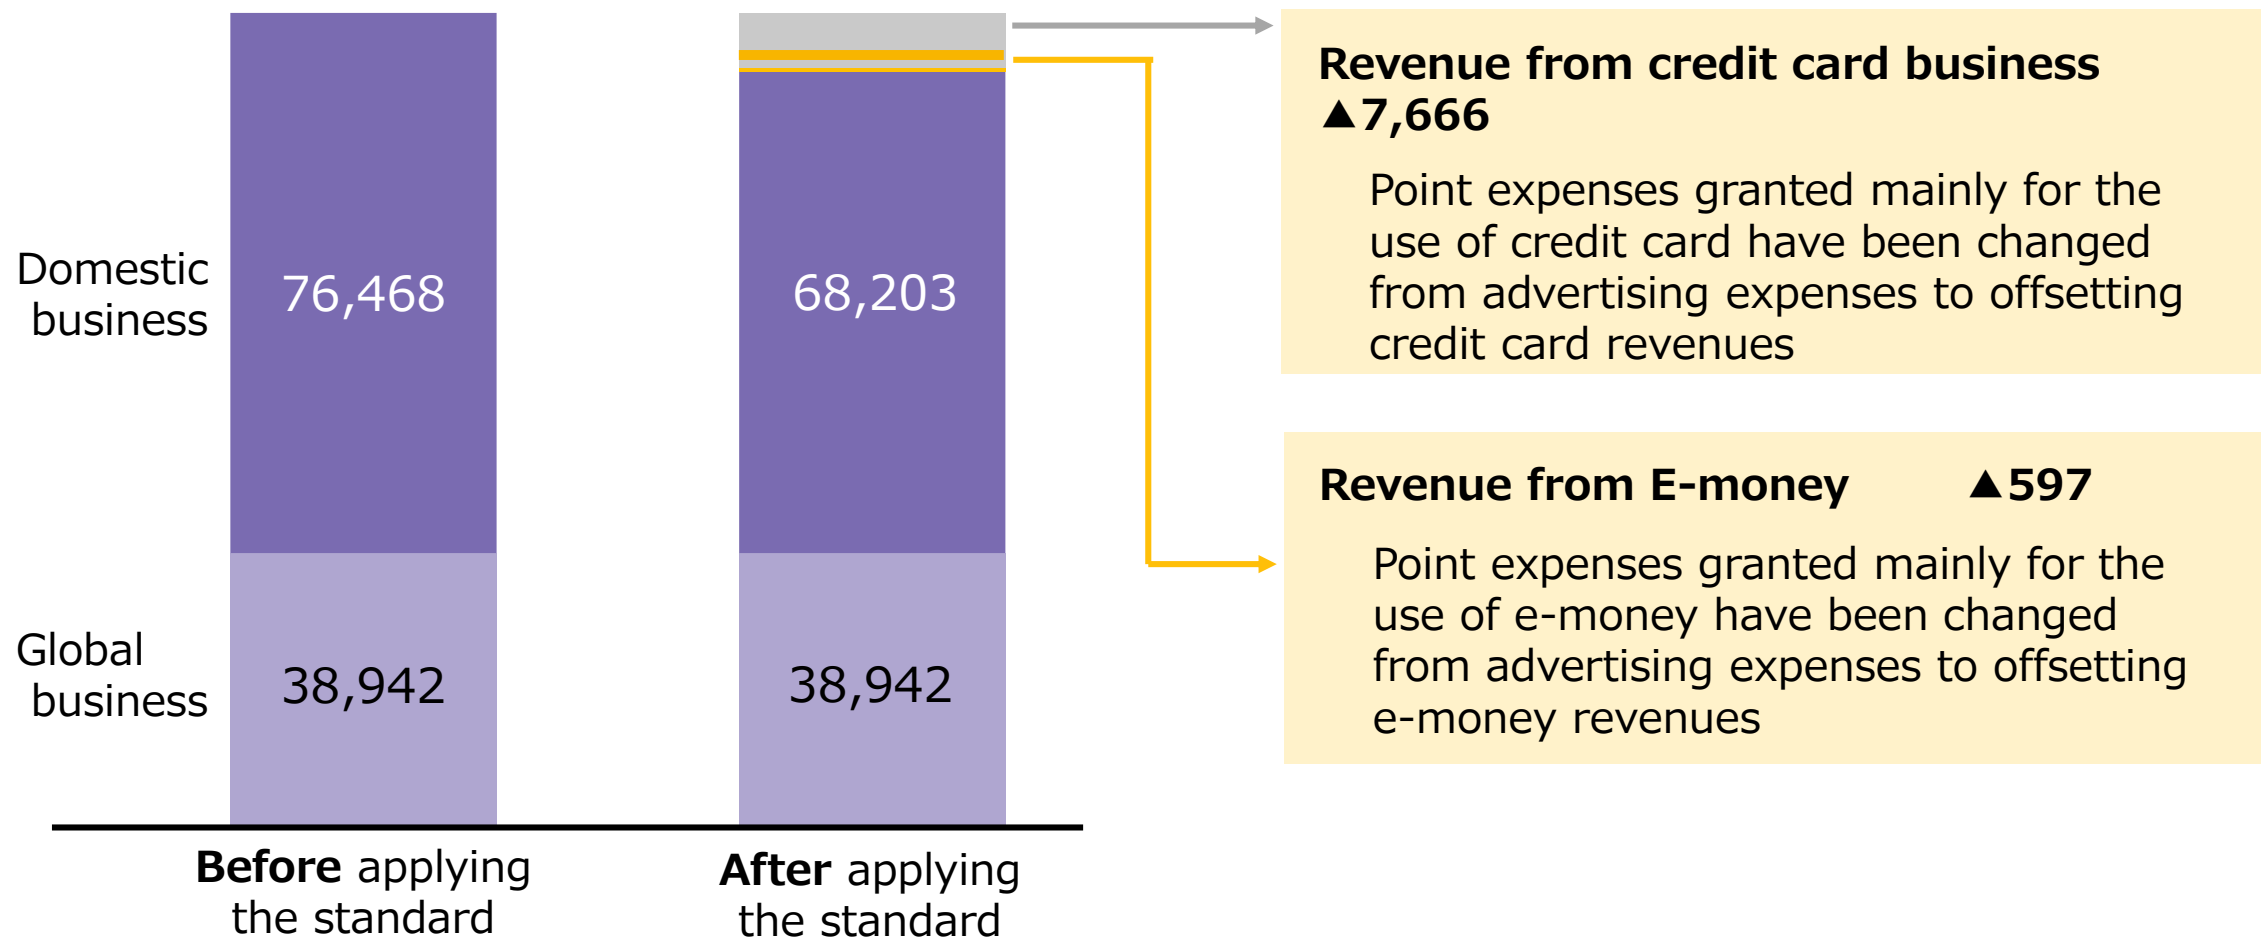 Domestic
business
76,468
68,203
Global
business
38,942
38,942
Before applying
the standard
After applying
the standard
Revenue from credit card business
▲7,666
Point expenses granted mainly for the
use of credit card have been changed
from advertising expenses to offsetting
credit card revenues
Revenue from E-money ▲597
Point expenses granted mainly for the
use of e-money have been changed
from advertising expenses to offsetting
e-money revenues